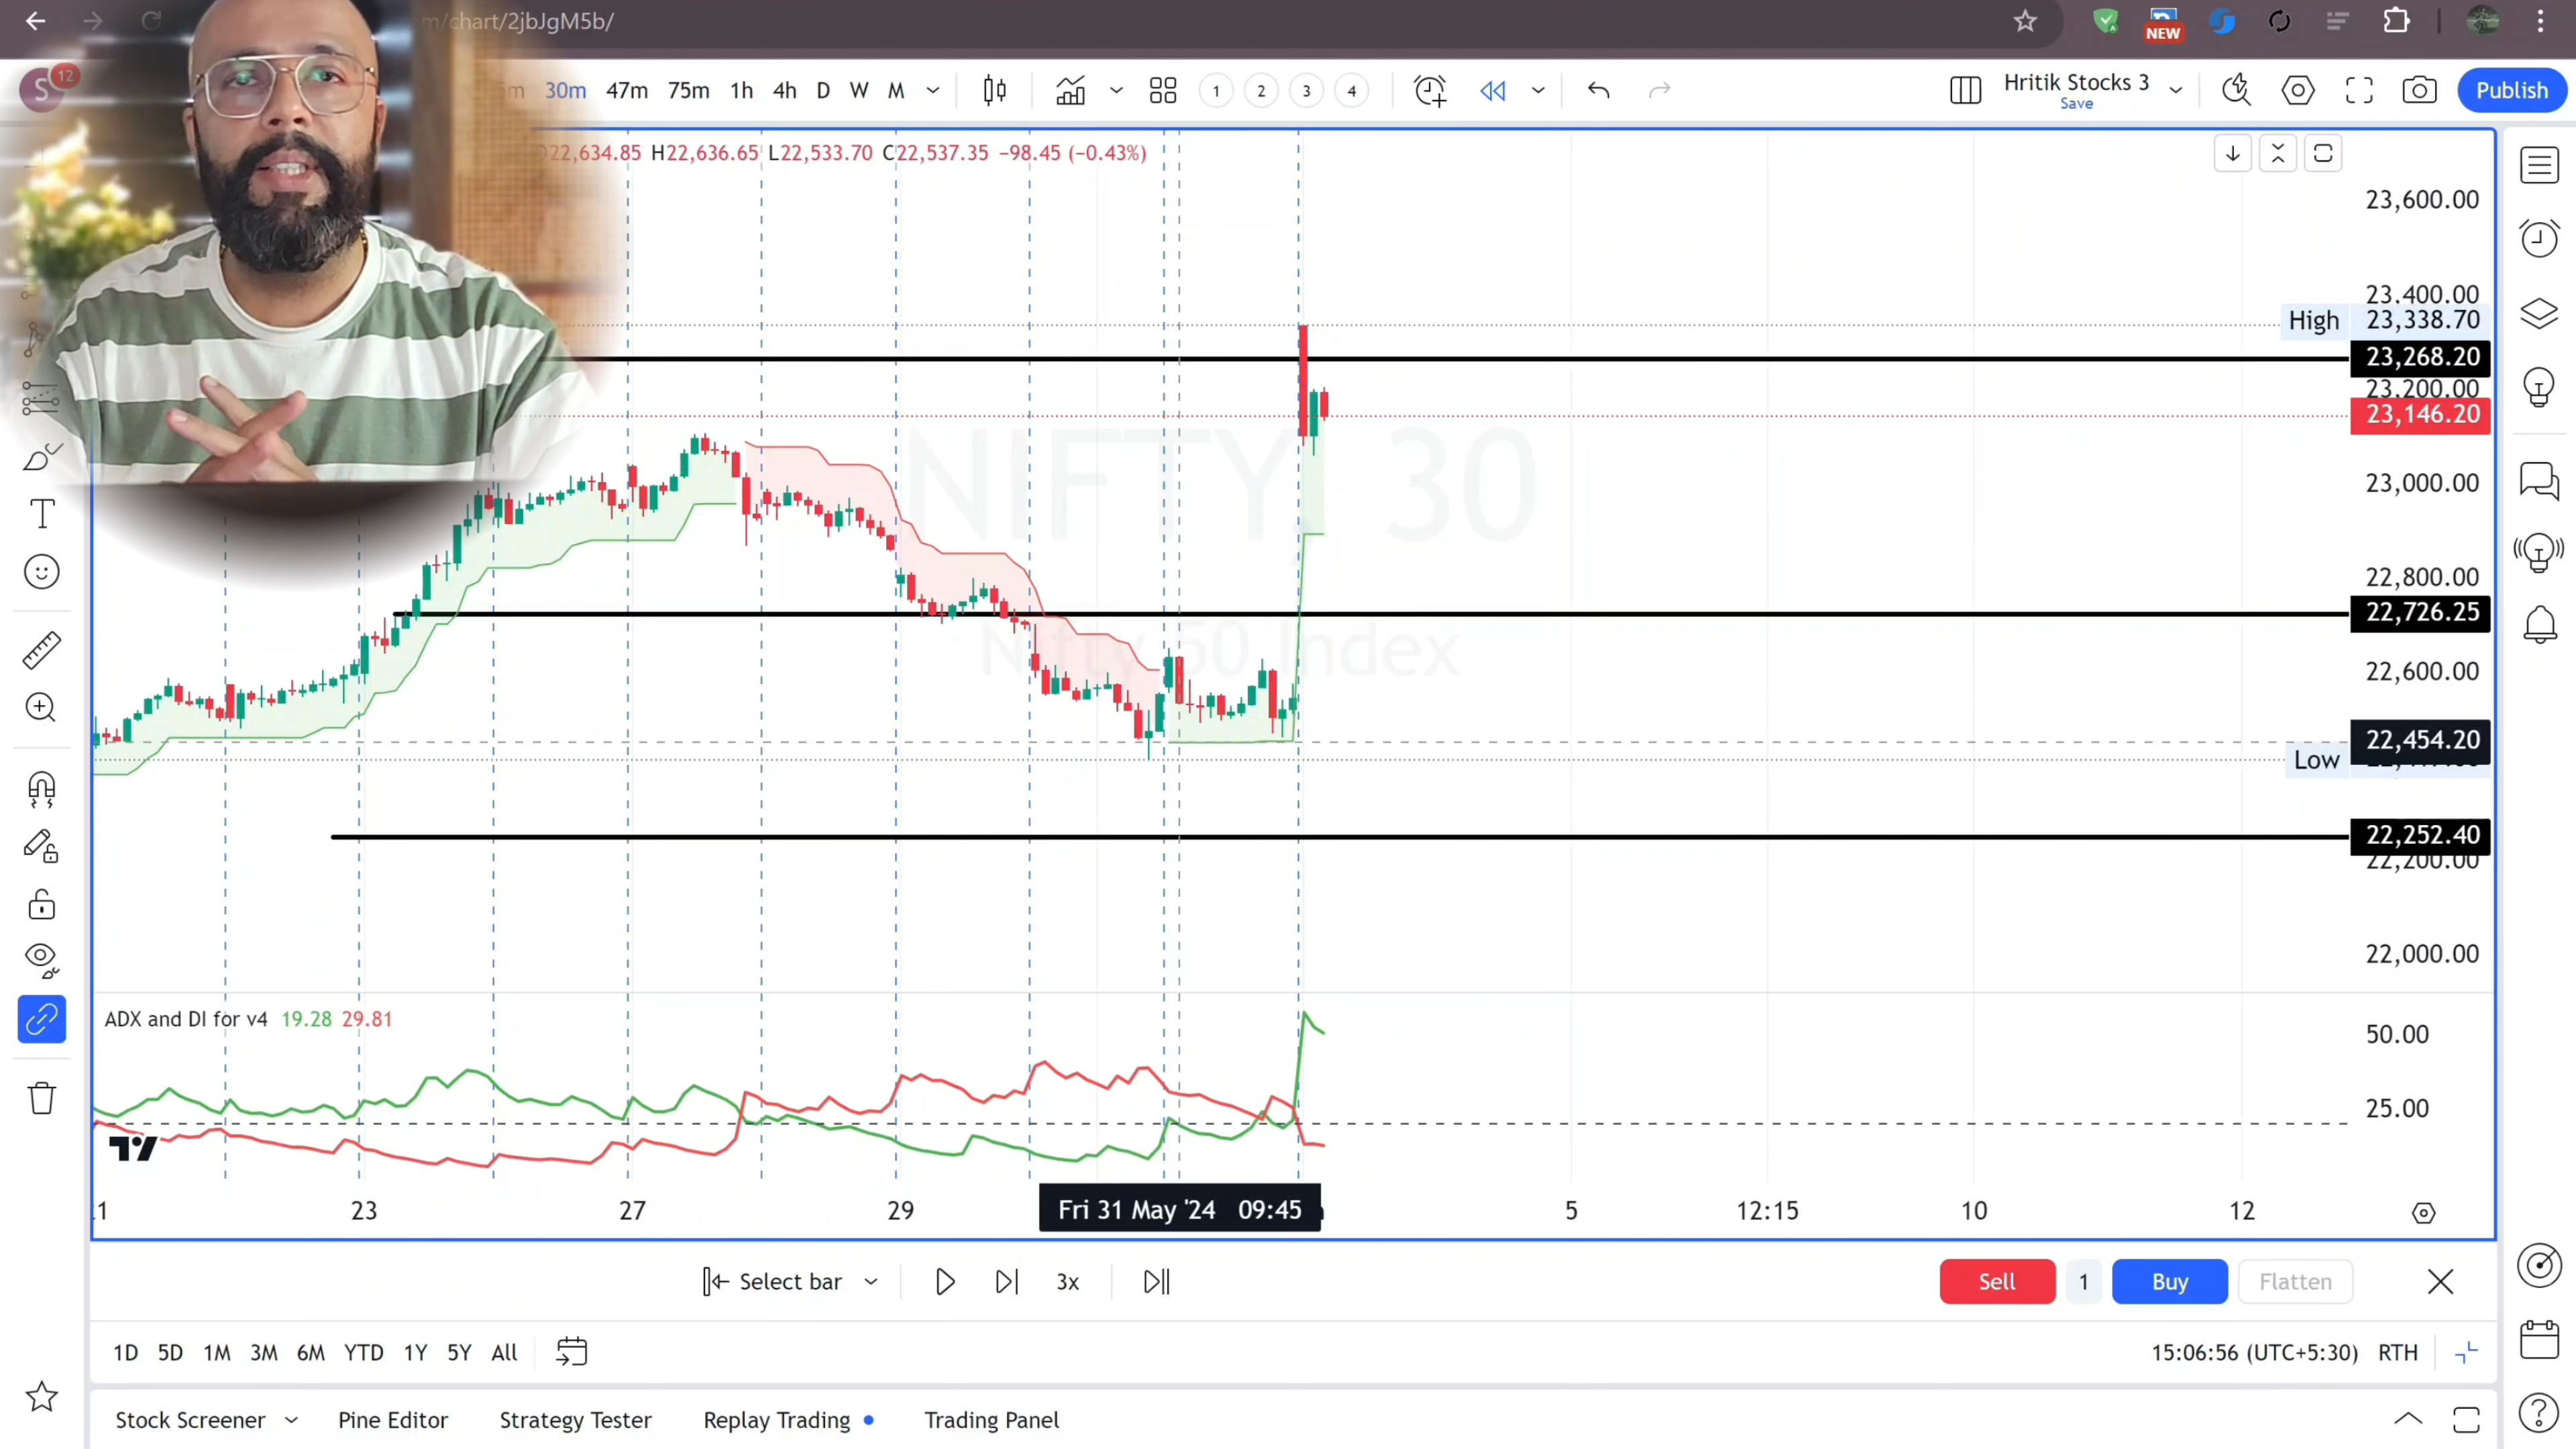 m/chart/2jbJgM5b/
NEW
S 12
30m 47m 75m 1h 4h D W M 1 2 3 4 Hritik Stocks 3 Save Publish
22,634.85 H22,636.65 L22,533.70 C22,537.35 −98.45 (−0.43%)
23,600.00
23,400.00
High 23,338.70
23,268.20
23,200.00
23,146.20
NIFTY, 30
23,000.00
22,800.00
22,726.25
Nifty 50 Index
22,600.00
22,454.20
Low
22,252.40
22,200.00
22,000.00
ADX and DI for v4 19.28 29.81
50.00
25.00
23 27 29 Fri 31 May '24 09:45 5 12:15 10 12
Select bar 3x Sell 1 Buy Flatten
1D 5D 1M 3M 6M YTD 1Y 5Y All 15:06:56 (UTC+5:30) RTH
Stock Screener Pine Editor Strategy Tester Replay Trading Trading Panel